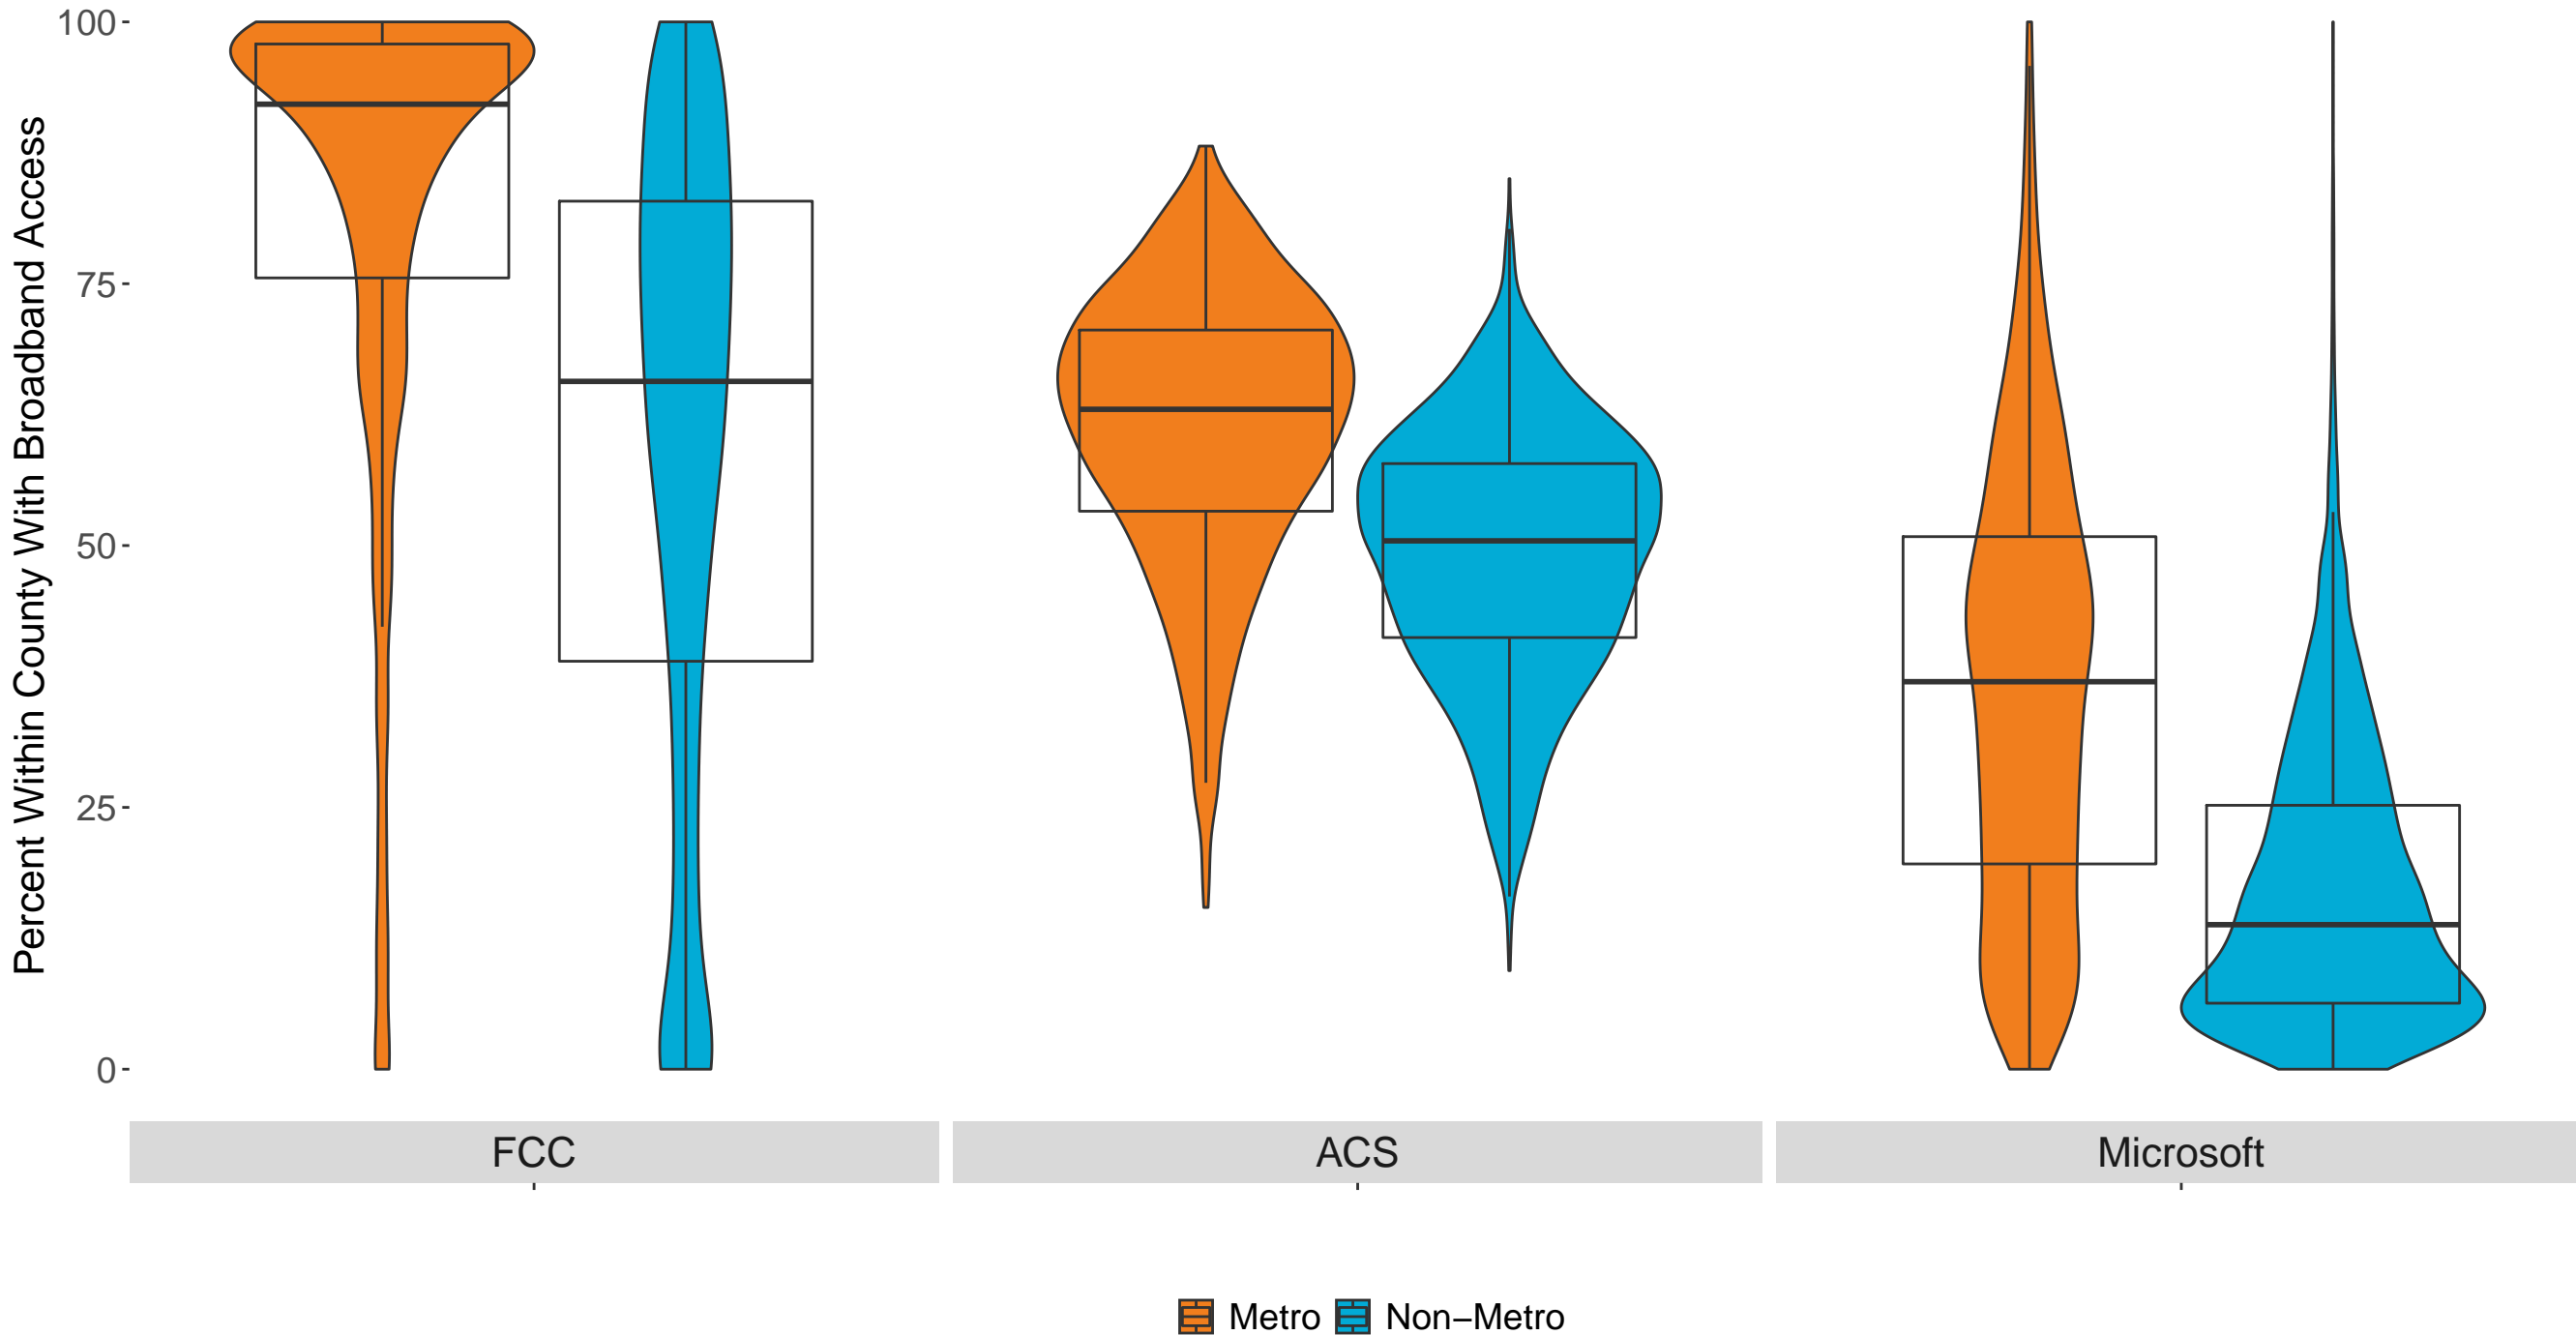 Percent Within County With Broadband Access
100
75
50
25
0
FCC
ACS
Microsoft
Metro
Non−Metro